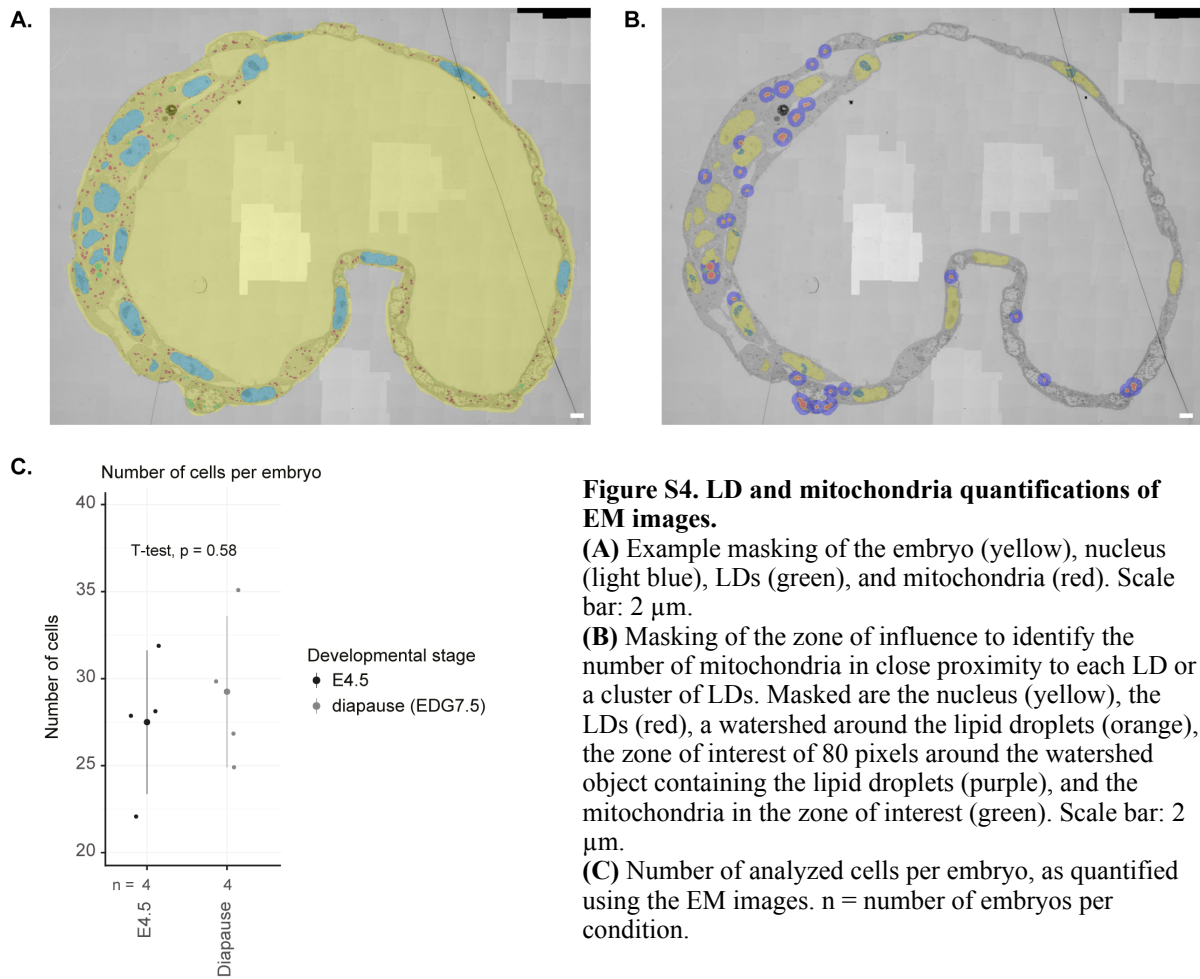 A.
B.
C.
Number of cells per embryo
40
T-test, p = 0.58
35
30
25
20
Number of cells
n = 4
4
E4.5
Diapause
Developmental stage
E4.5
diapause (EDG7.5)
Figure S4. LD and mitochondria quantifications of
EM images.
(A) Example masking of the embryo (yellow), nucleus
(light blue), LDs (green), and mitochondria (red). Scale
bar: 2 µm.
(B) Masking of the zone of influence to identify the
number of mitochondria in close proximity to each LD or
a cluster of LDs. Masked are the nucleus (yellow), the
LDs (red), a watershed around the lipid droplets (orange),
the zone of interest of 80 pixels around the watershed
object containing the lipid droplets (purple), and the
mitochondria in the zone of interest (green). Scale bar: 2
µm.
(C) Number of analyzed cells per embryo, as quantified
using the EM images. n = number of embryos per
condition.